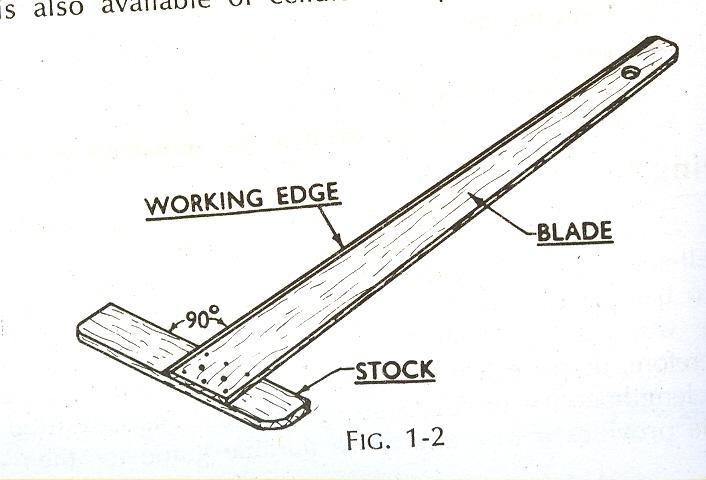 is also available of
WORKING EDGE
BLADE
90°
STOCK
FIG. 1-2